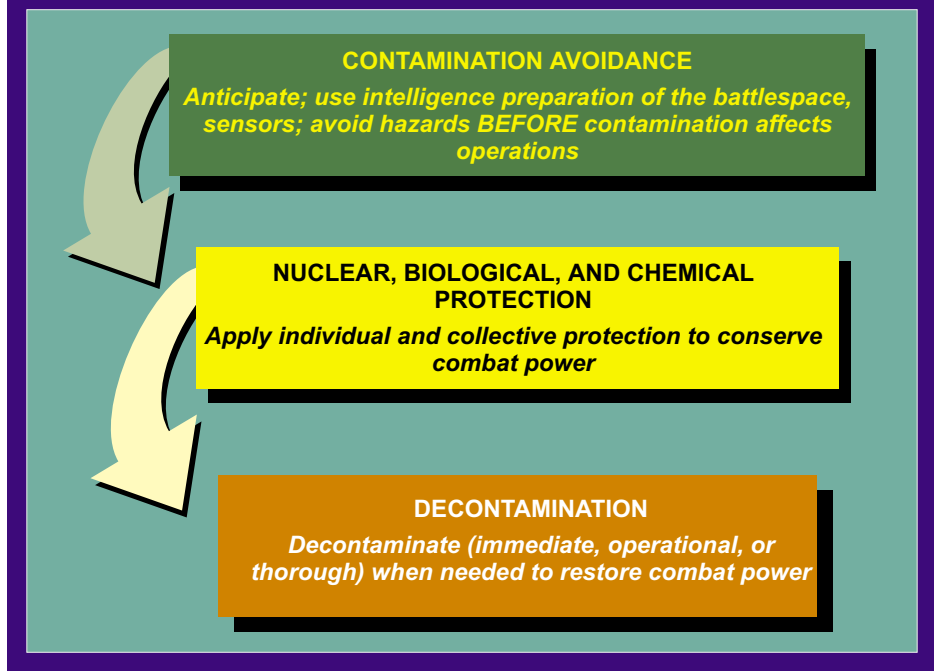 CONTAMINATION AVOIDANCE
Anticipate; use intelligence preparation of the battlespace,
sensors; avoid hazards BEFORE contamination affects
operations
NUCLEAR, BIOLOGICAL, AND CHEMICAL
PROTECTION
Apply individual and collective protection to conserve
combat power
DECONTAMINATION
Decontaminate (immediate, operational, or
thorough) when needed to restore combat power